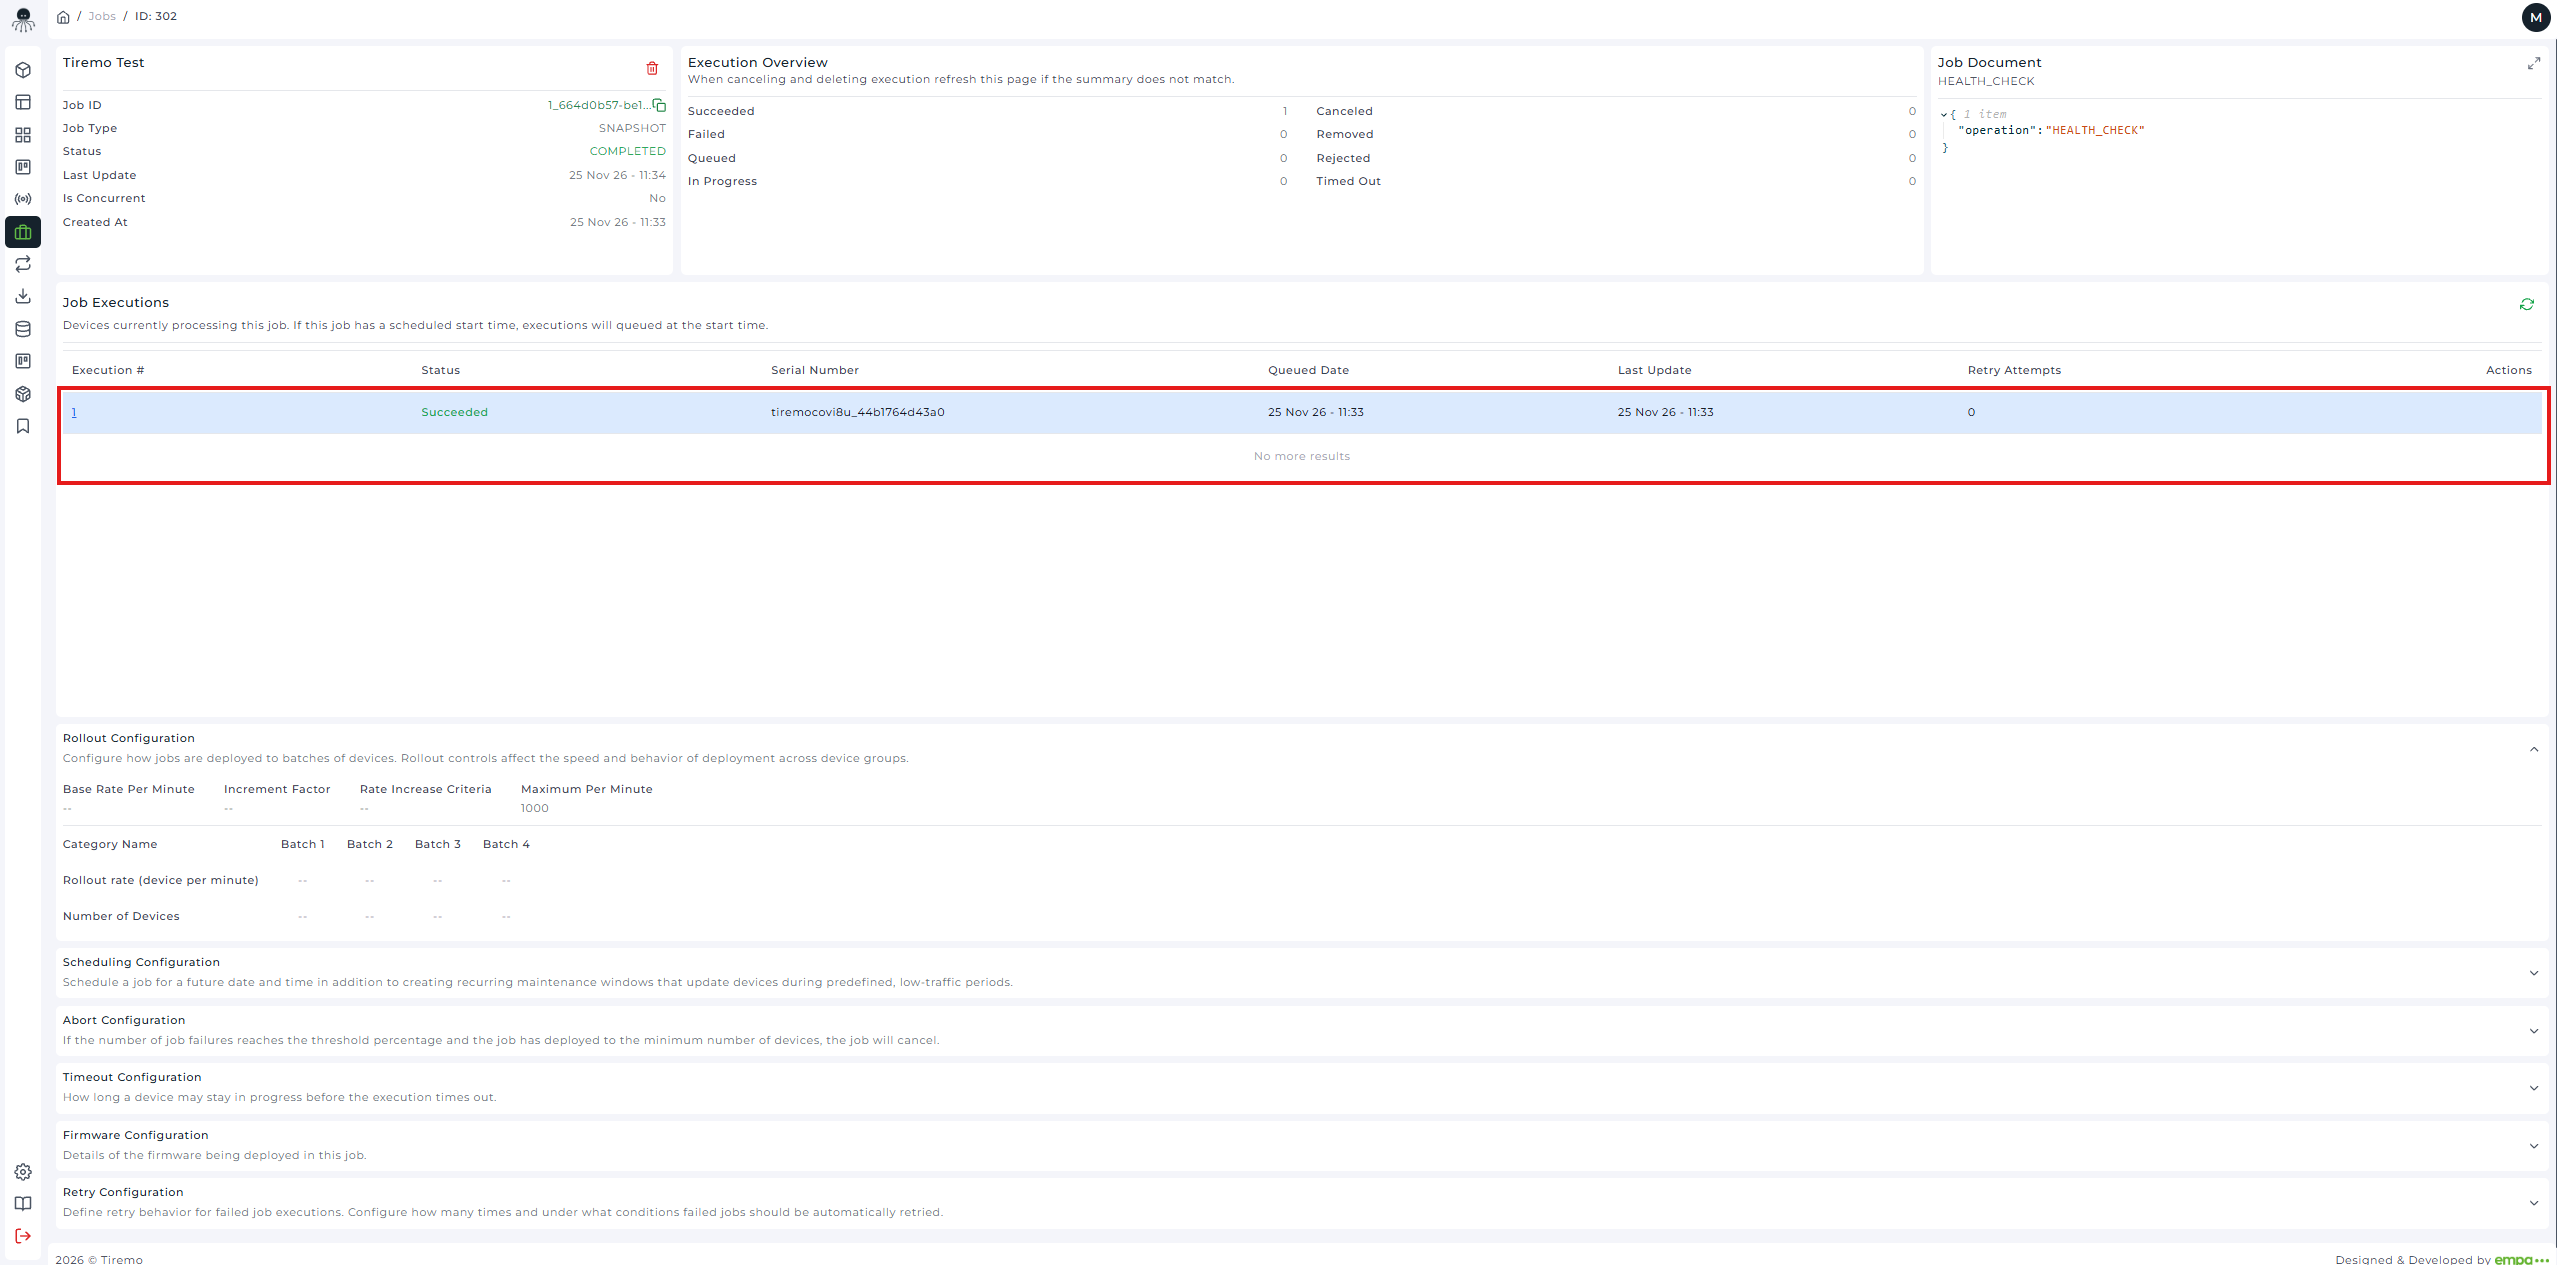 / Jobs / ID: 302
M
Tiremo Test
Job ID 1_664d0b57-be1...
Job Type SNAPSHOT
Status COMPLETED
Last Update 25 Nov 26 - 11:34
Is Concurrent No
Created At 25 Nov 26 - 11:33
Execution Overview
When canceling and deleting execution refresh this page if the summary does not match.
Succeeded 1 Canceled 0
Failed 0 Removed 0
Queued 0 Rejected 0
In Progress 0 Timed Out 0
Job Document
HEALTH_CHECK
{ 1 item
"operation":"HEALTH_CHECK"
}
Job Executions
Devices currently processing this job. If this job has a scheduled start time, executions will queued at the start time.
Execution # Status Serial Number Queued Date Last Update Retry Attempts Actions
1 Succeeded tiremocovi8u_44b1764d43a0 25 Nov 26 - 11:33 25 Nov 26 - 11:33 0
No more results
Rollout Configuration
Configure how jobs are deployed to batches of devices. Rollout controls affect the speed and behavior of deployment across device groups.
Base Rate Per Minute Increment Factor Rate Increase Criteria Maximum Per Minute
-- -- -- 1000
Category Name Batch 1 Batch 2 Batch 3 Batch 4
Rollout rate (device per minute) -- -- -- --
Number of Devices -- -- -- --
Scheduling Configuration
Schedule a job for a future date and time in addition to creating recurring maintenance windows that update devices during predefined, low-traffic periods.
Abort Configuration
If the number of job failures reaches the threshold percentage and the job has deployed to the minimum number of devices, the job will cancel.
Timeout Configuration
How long a device may stay in progress before the execution times out.
Firmware Configuration
Details of the firmware being deployed in this job.
Retry Configuration
Define retry behavior for failed job executions. Configure how many times and under what conditions failed jobs should be automatically retried.
2026 © Tiremo
Designed & Developed by empa